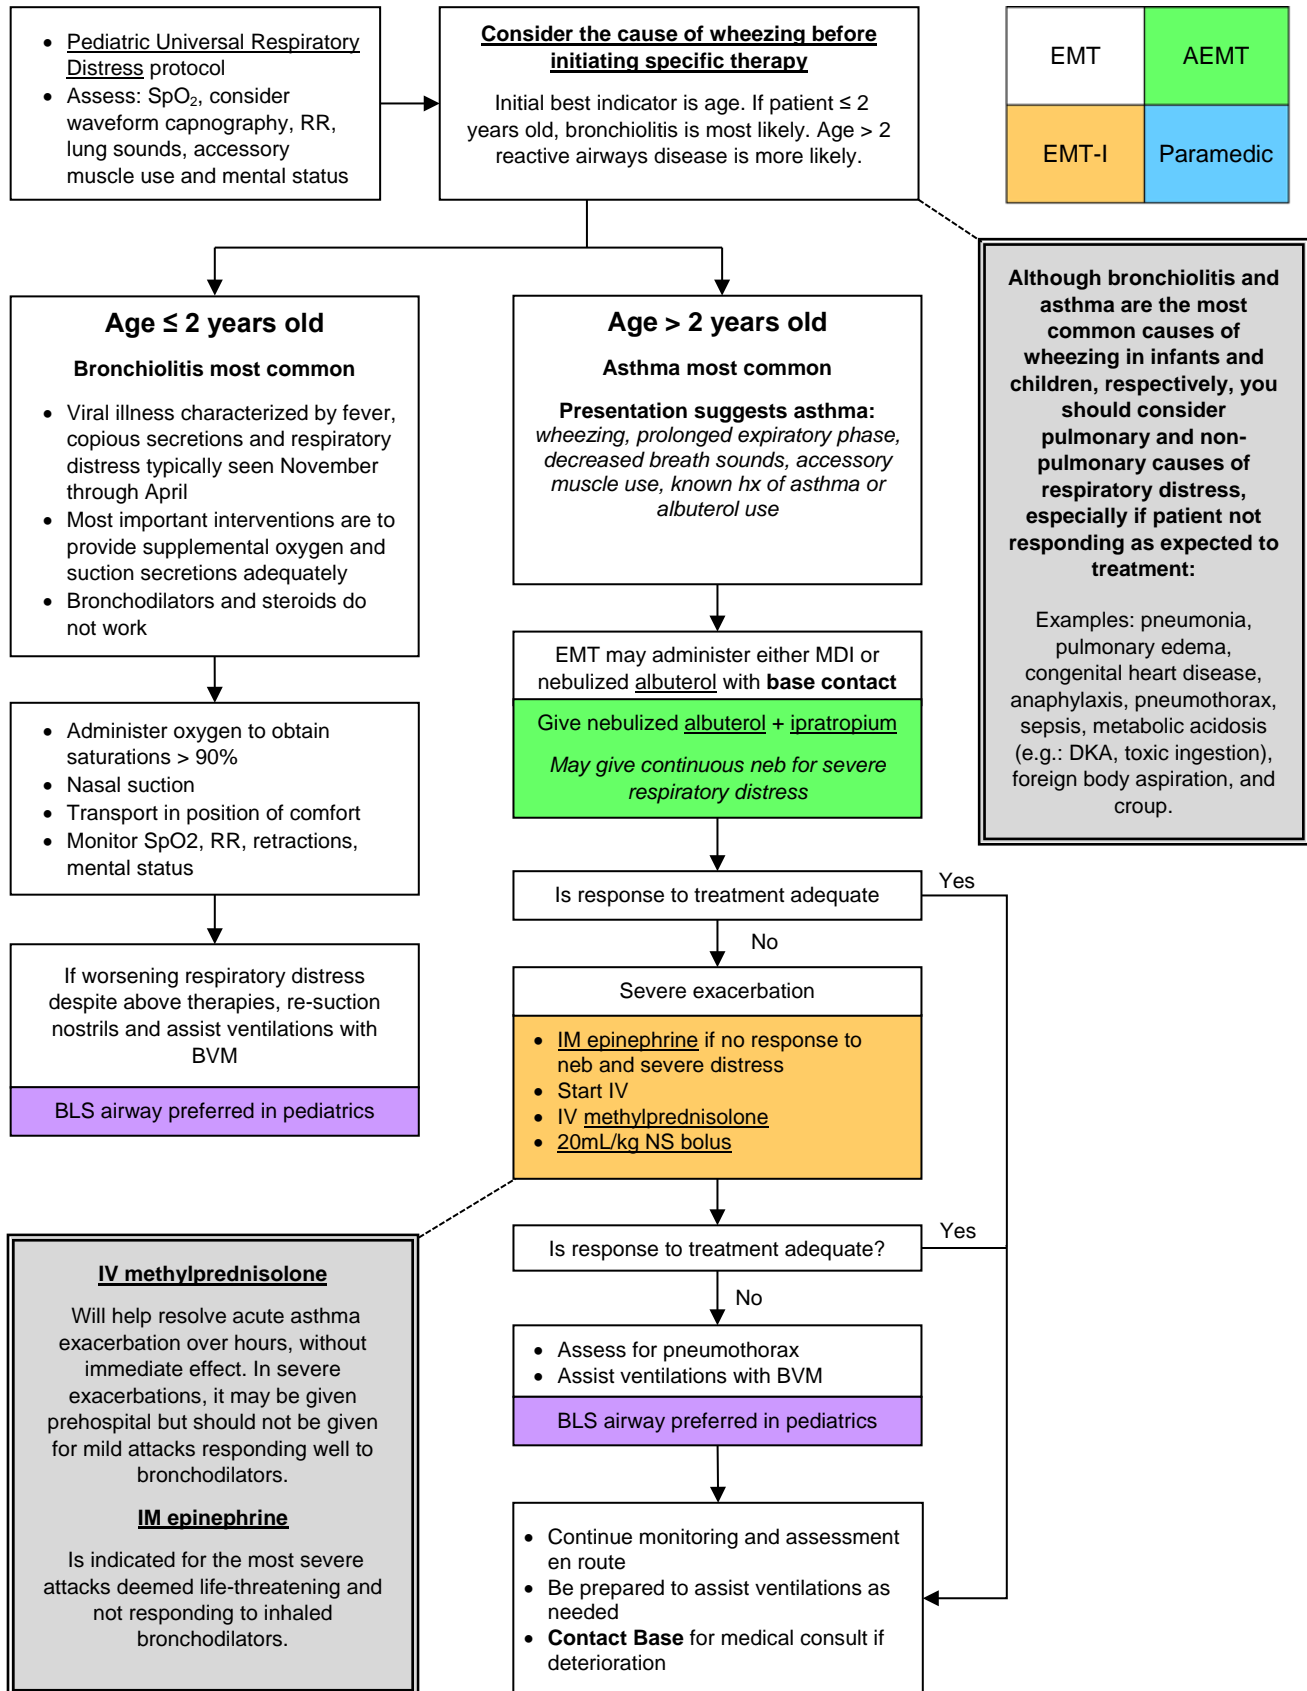 • Pediatric Universal Respiratory
Distress protocol
• Assess: SpO₂, consider
waveform capnography, RR,
lung sounds, accessory
muscle use and mental status
Consider the cause of wheezing before
initiating specific therapy
Initial best indicator is age. If patient ≤ 2
years old, bronchiolitis is most likely. Age > 2
reactive airways disease is more likely.
EMT
AEMT
EMT-I
Paramedic
Although bronchiolitis and
asthma are the most
common causes of
wheezing in infants and
children, respectively, you
should consider
pulmonary and non-
pulmonary causes of
respiratory distress,
especially if patient not
responding as expected to
treatment:
Examples: pneumonia,
pulmonary edema,
congenital heart disease,
anaphylaxis, pneumothorax,
sepsis, metabolic acidosis
(e.g.: DKA, toxic ingestion),
foreign body aspiration, and
croup.
Age ≤ 2 years old
Bronchiolitis most common
• Viral illness characterized by fever,
copious secretions and respiratory
distress typically seen November
through April
• Most important interventions are to
provide supplemental oxygen and
suction secretions adequately
• Bronchodilators and steroids do
not work
• Administer oxygen to obtain
saturations > 90%
• Nasal suction
• Transport in position of comfort
• Monitor SpO2, RR, retractions,
mental status
If worsening respiratory distress
despite above therapies, re-suction
nostrils and assist ventilations with
BVM
BLS airway preferred in pediatrics
Age > 2 years old
Asthma most common
Presentation suggests asthma:
wheezing, prolonged expiratory phase,
decreased breath sounds, accessory
muscle use, known hx of asthma or
albuterol use
EMT may administer either MDI or
nebulized albuterol with base contact
Give nebulized albuterol + ipratropium
May give continuous neb for severe
respiratory distress
Is response to treatment adequate
Yes
No
Severe exacerbation
• IM epinephrine if no response to
neb and severe distress
• Start IV
• IV methylprednisolone
• 20mL/kg NS bolus
Is response to treatment adequate?
Yes
No
• Assess for pneumothorax
• Assist ventilations with BVM
BLS airway preferred in pediatrics
• Continue monitoring and assessment
en route
• Be prepared to assist ventilations as
needed
• Contact Base for medical consult if
deterioration
IV methylprednisolone
Will help resolve acute asthma
exacerbation over hours, without
immediate effect. In severe
exacerbations, it may be given
prehospital but should not be given
for mild attacks responding well to
bronchodilators.
IM epinephrine
Is indicated for the most severe
attacks deemed life-threatening and
not responding to inhaled
bronchodilators.